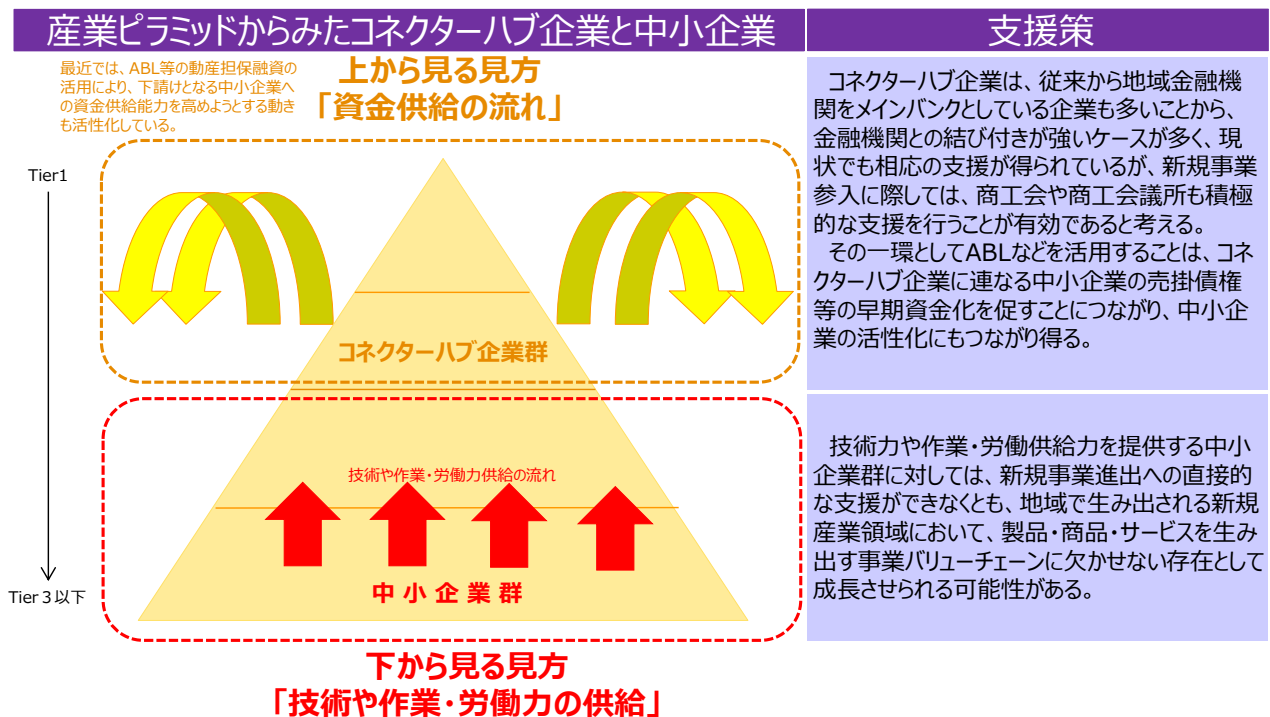 産業ピラミッドからみたコネクターハブ企業と中小企業
支援策
最近では、ABL等の動産担保融資の
活用により、下請けとなる中小企業へ
の資金供給能力を高めようとする動き
も活性化している。
上から見る見方
「資金供給の流れ」
Tier1
コネクターハブ企業群
技術や作業・労働力供給の流れ
中小企業群
Tier3以下
下から見る見方
「技術や作業・労働力の供給」
コネクターハブ企業は、従来から地域金融機
関をメインバンクとしている企業も多いことから、
金融機関との結び付きが強いケースが多く、現
状でも相応の支援が得られているが、新規事業
参入に際しては、商工会や商工会議所も積極
的な支援を行うことが有効であると考える。
その一環としてABLなどを活用することは、コネ
クターハブ企業に連なる中小企業の売掛債権
等の早期資金化を促すことにつながり、中小企
業の活性化にもつながり得る。
技術力や作業・労働供給力を提供する中小
企業群に対しては、新規事業進出への直接的
な支援ができなくとも、地域で生み出される新規
産業領域において、製品・商品・サービスを生み
出す事業バリューチェーンに欠かせない存在として
成長させられる可能性がある。